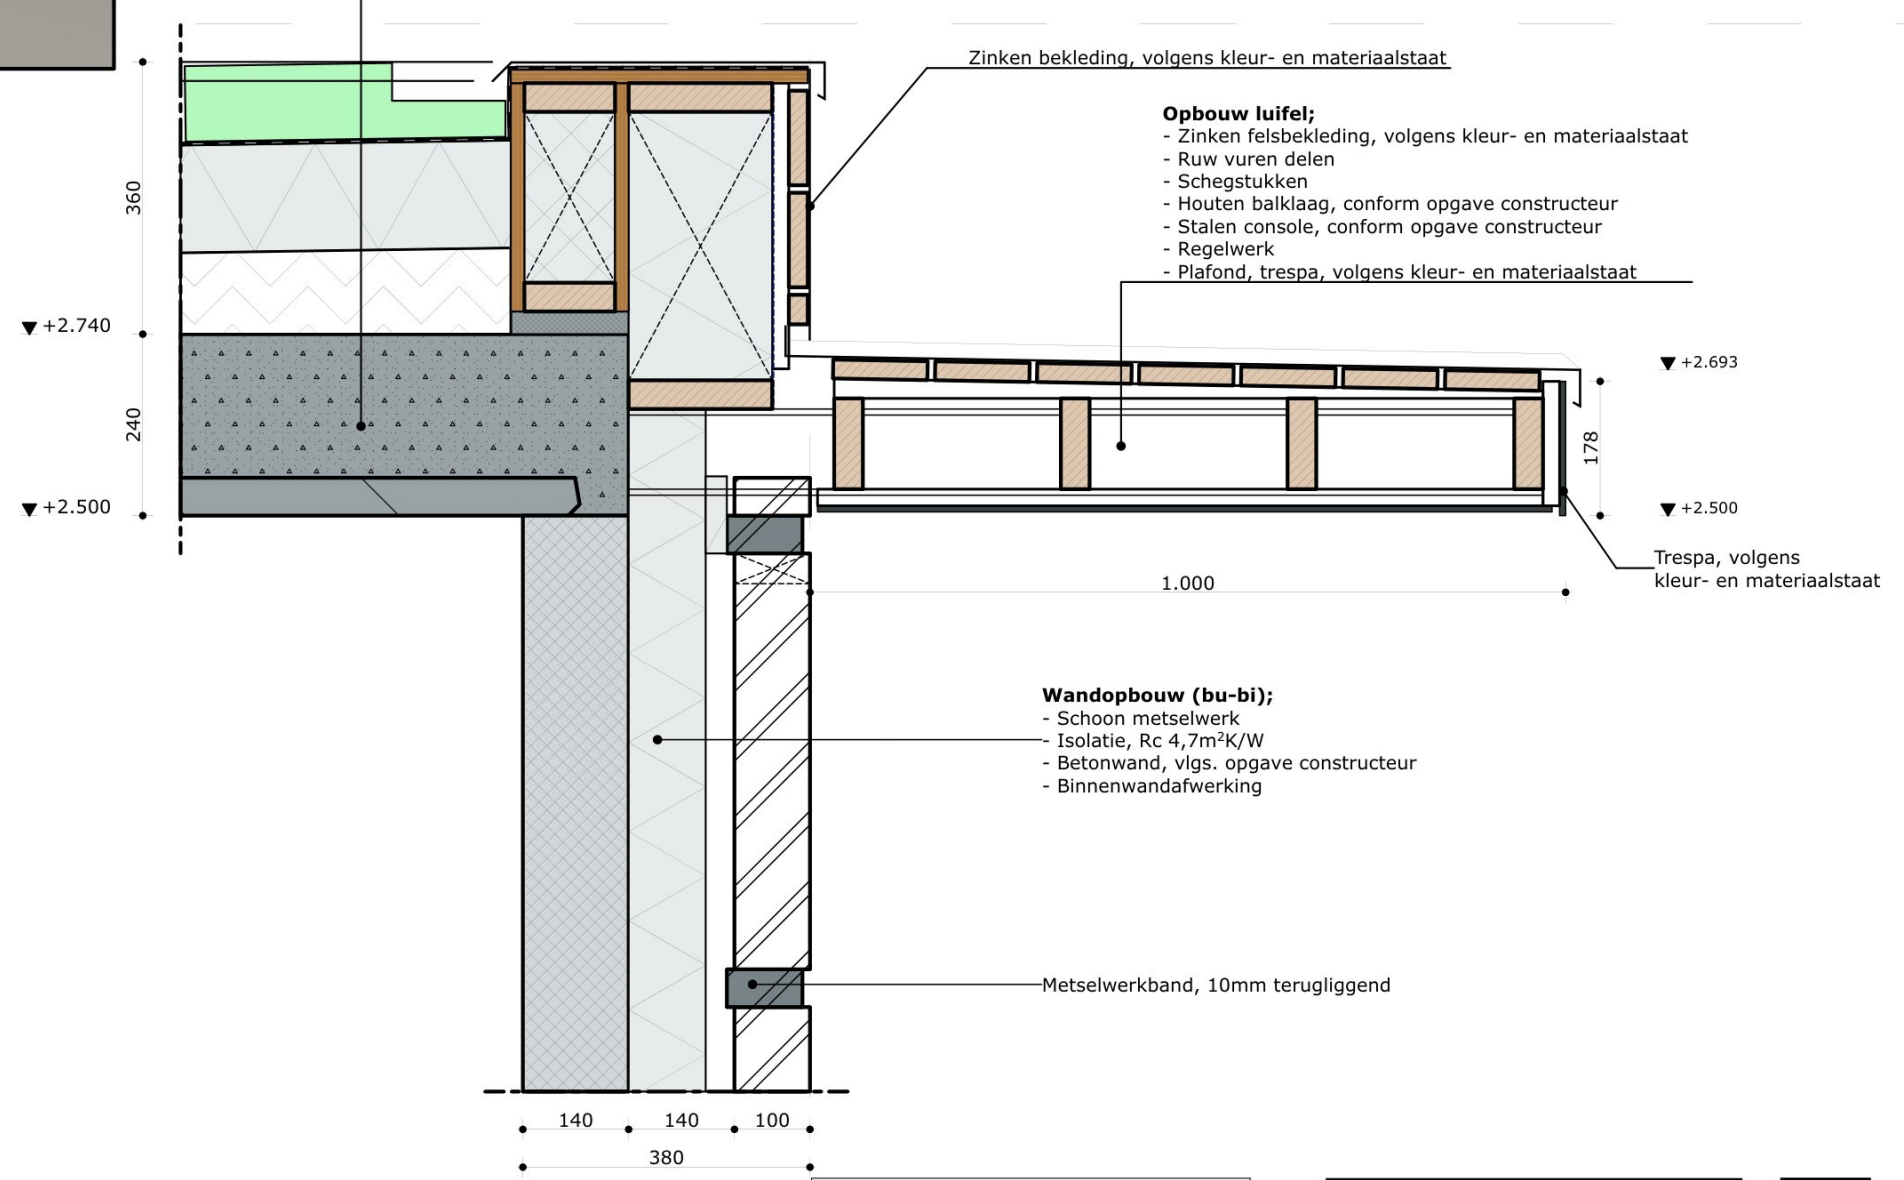 Zinken bekleding, volgens kleur- en materiaalstaat
Opbouw luifel;
- Zinken felsbekleding, volgens kleur- en materiaalstaat
- Ruw vuren delen
- Schegstukken
- Houten balklaag, conform opgave constructeur
- Stalen console, conform opgave constructeur
- Regelwerk
- Plafond, trespa, volgens kleur- en materiaalstaat
360
+2.740
240
+2.500
+2.693
178
+2.500
Trespa, volgens
kleur- en materiaalstaat
1.000
Wandopbouw (bu-bi);
- Schoon metselwerk
- Isolatie, Rc 4,7m²K/W
- Betonwand, vlgs. opgave constructeur
- Binnenwandafwerking
Metselwerkband, 10mm terugliggend
140
140
100
380